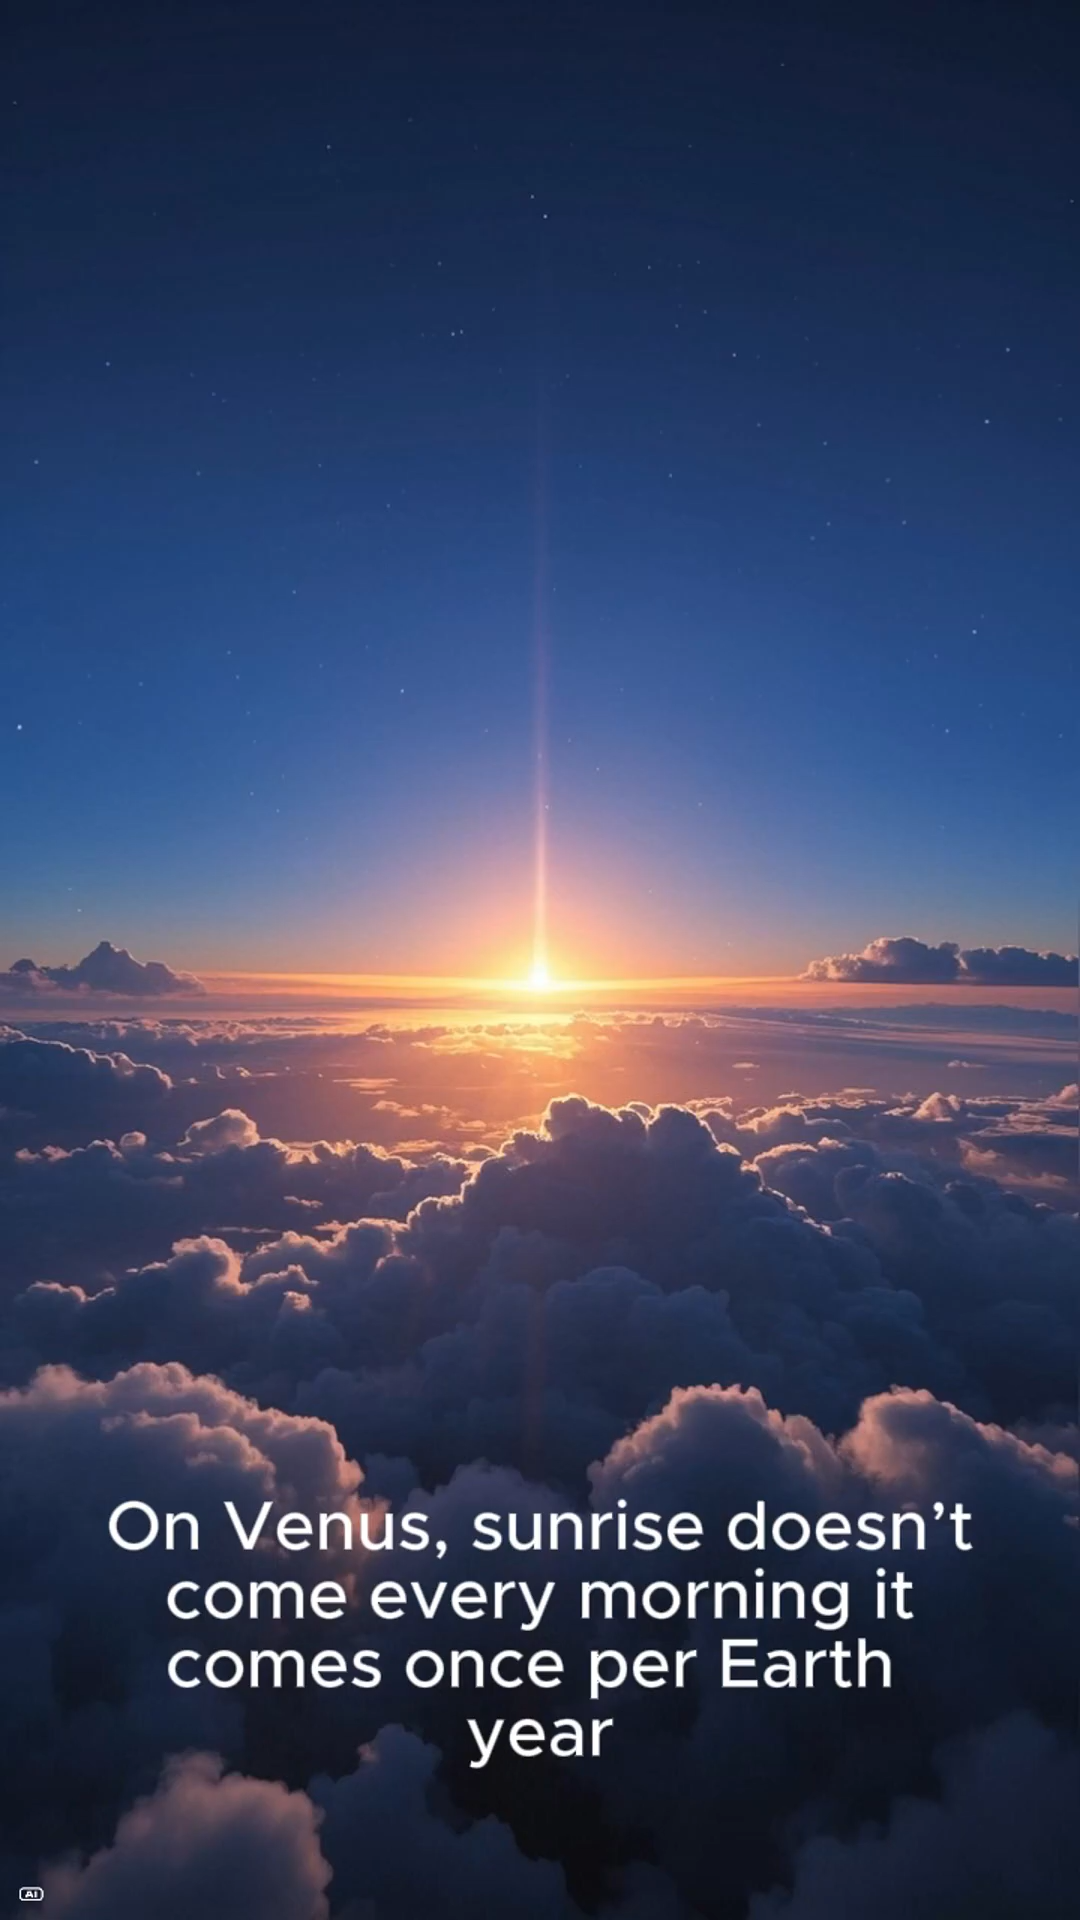 On Venus, sunrise doesn’t
come every morning it
comes once per Earth
year
AI